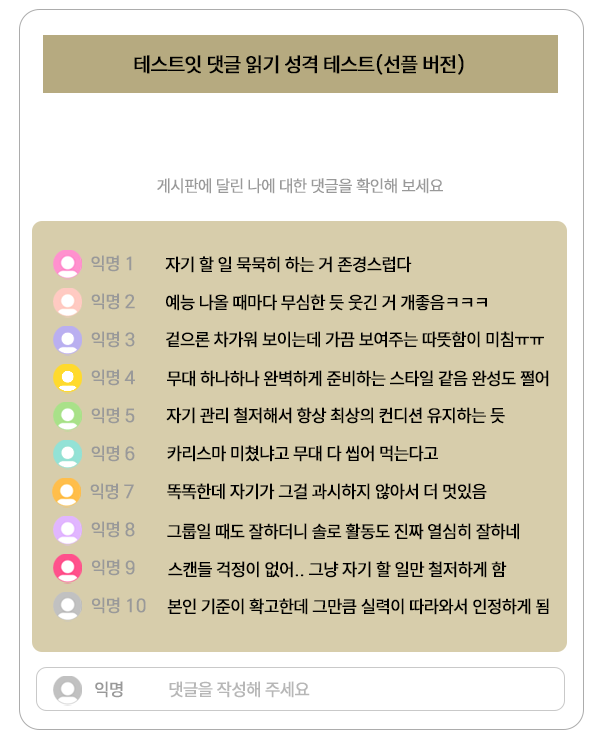 테스트잇 댓글 읽기 성격 테스트(선플 버전)
게시판에 달린 나에 대한 댓글을 확인해 보세요
익명 1 자기 할 일 묵묵히 하는 거 존경스럽다
익명 2 예능 나올 때마다 무심한 듯 웃긴 거 개좋음ㅋㅋㅋ
익명 3 겉으론 차가워 보이는데 가끔 보여주는 따뜻함이 미침ㅠㅠ
익명 4 무대 하나하나 완벽하게 준비하는 스타일 같음 완성도 쩔어
익명 5 자기 관리 철저해서 항상 최상의 컨디션 유지하는 듯
익명 6 카리스마 미쳤냐고 무대 다 씹어 먹는다고
익명 7 똑똑한데 자기가 그걸 과시하지 않아서 더 멋있음
익명 8 그룹일 때도 잘하더니 솔로 활동도 진짜 열심히 잘하네
익명 9 스캔들 걱정이 없어.. 그냥 자기 할 일만 철저하게 함
익명 10 본인 기준이 확고한데 그만큼 실력이 따라와서 인정하게 됨
익명 댓글을 작성해 주세요